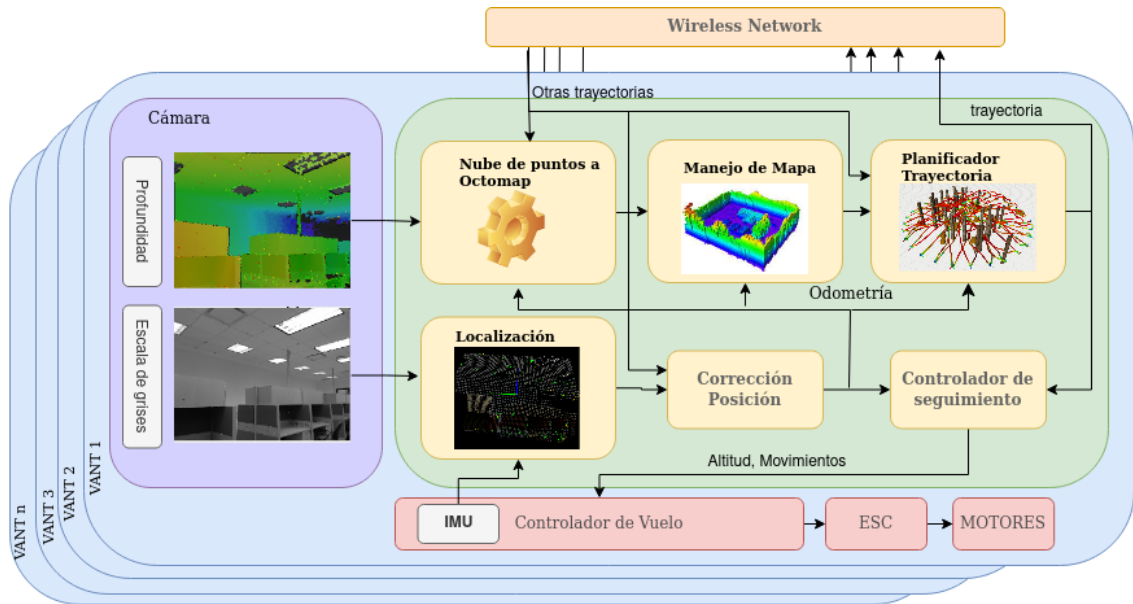 Wireless Network
Otras trayectorias
trayectoria
Cámara
Profundidad
Escala de grises
Nube de puntos a
Octomap
Manejo de Mapa
Planificador
Trayectoria
Odometría
Localización
Corrección
Posición
Controlador de
seguimiento
Altitud, Movimientos
IMU
Controlador de Vuelo
ESC
MOTORES
VANT 1
VANT 2
VANT 3
VANT n